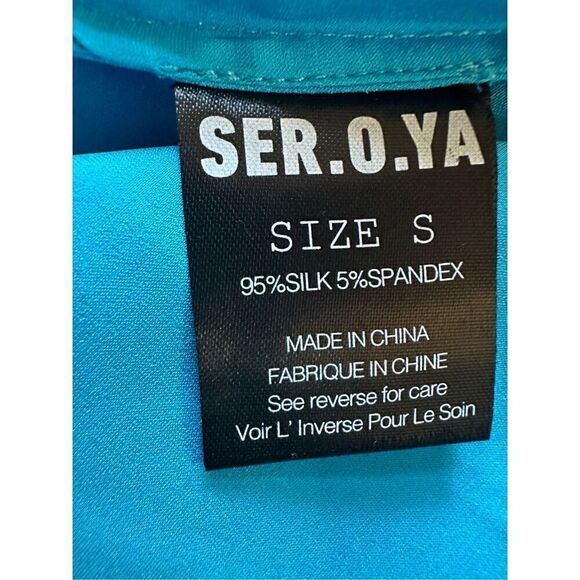 SER.O.YA
SIZE S
95%SILK 5%SPANDEX
MADE IN CHINA
FABRIQUE IN CHINE
See reverse for care
Voir L' Inverse Pour Le Soin